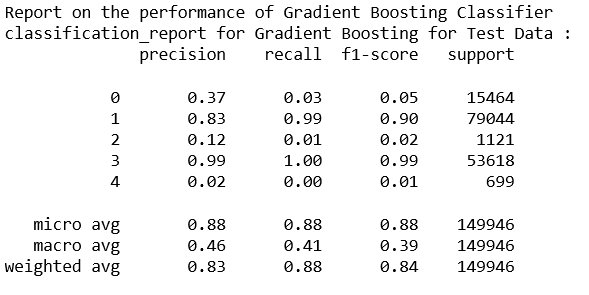 Report on the performance of Gradient Boosting Classifier
classification_report for Gradient Boosting for Test Data :
precision recall f1-score support
0 0.37 0.03 0.05 15464
1 0.83 0.99 0.90 79044
2 0.12 0.01 0.02 1121
3 0.99 1.00 0.99 53618
4 0.02 0.00 0.01 699
micro avg 0.88 0.88 0.88 149946
macro avg 0.46 0.41 0.39 149946
weighted avg 0.83 0.88 0.84 149946